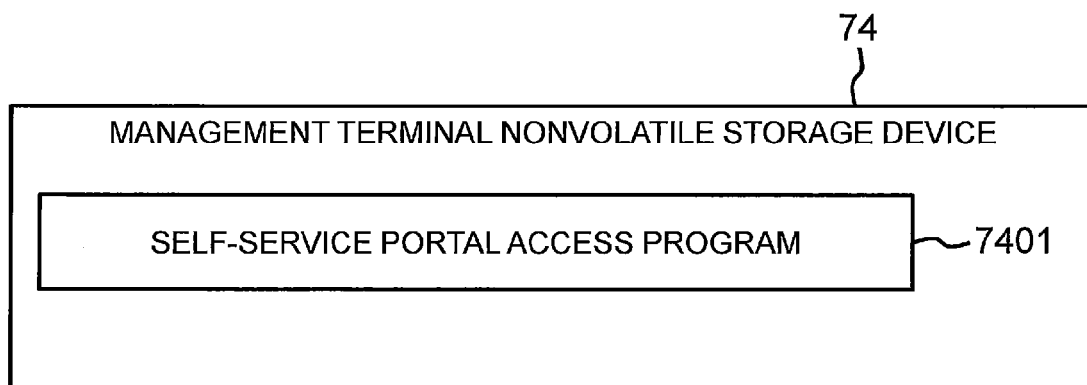 74
MANAGEMENT TERMINAL NONVOLATILE STORAGE DEVICE
SELF-SERVICE PORTAL ACCESS PROGRAM
7401